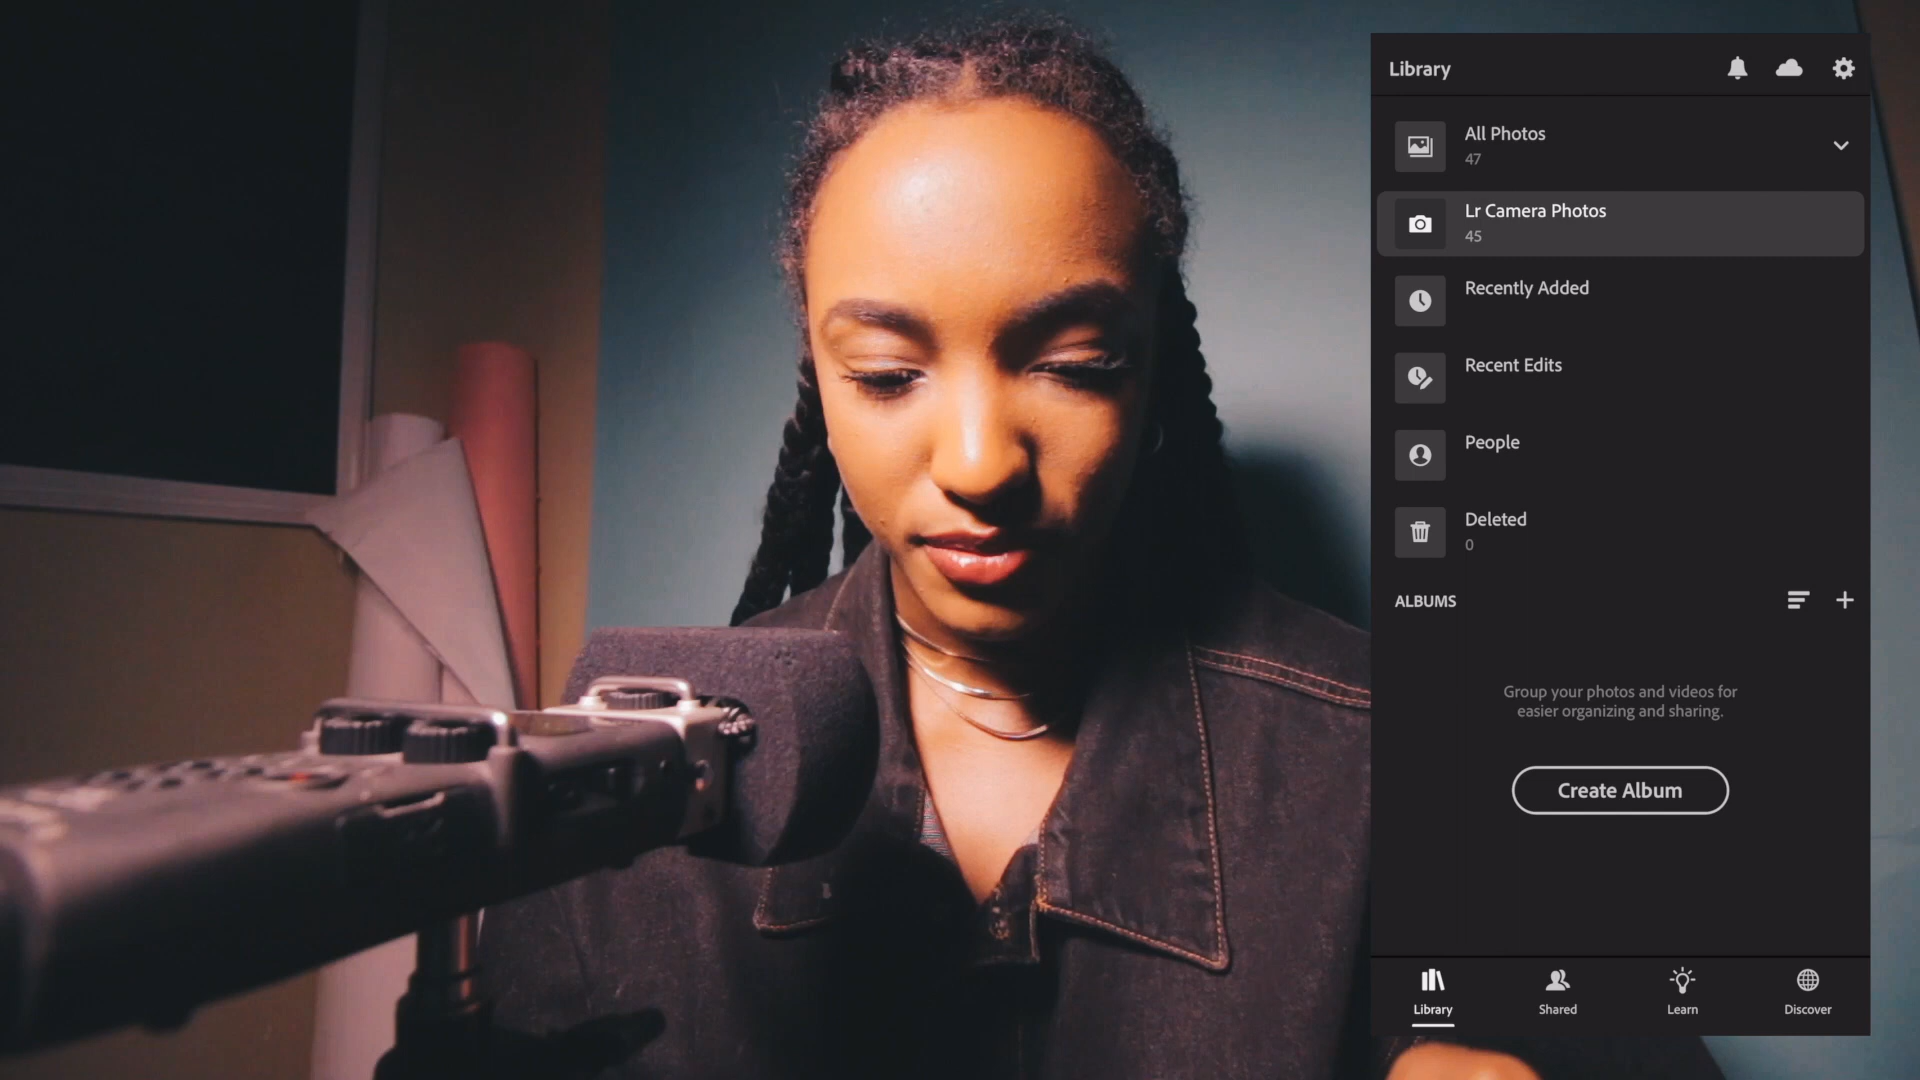 Library
All Photos
47
Lr Camera Photos
45
Recently Added
Recent Edits
People
Deleted
0
ALBUMS
Group your photos and videos for
easier organizing and sharing.
Create Album
Library
Shared
Learn
Discover